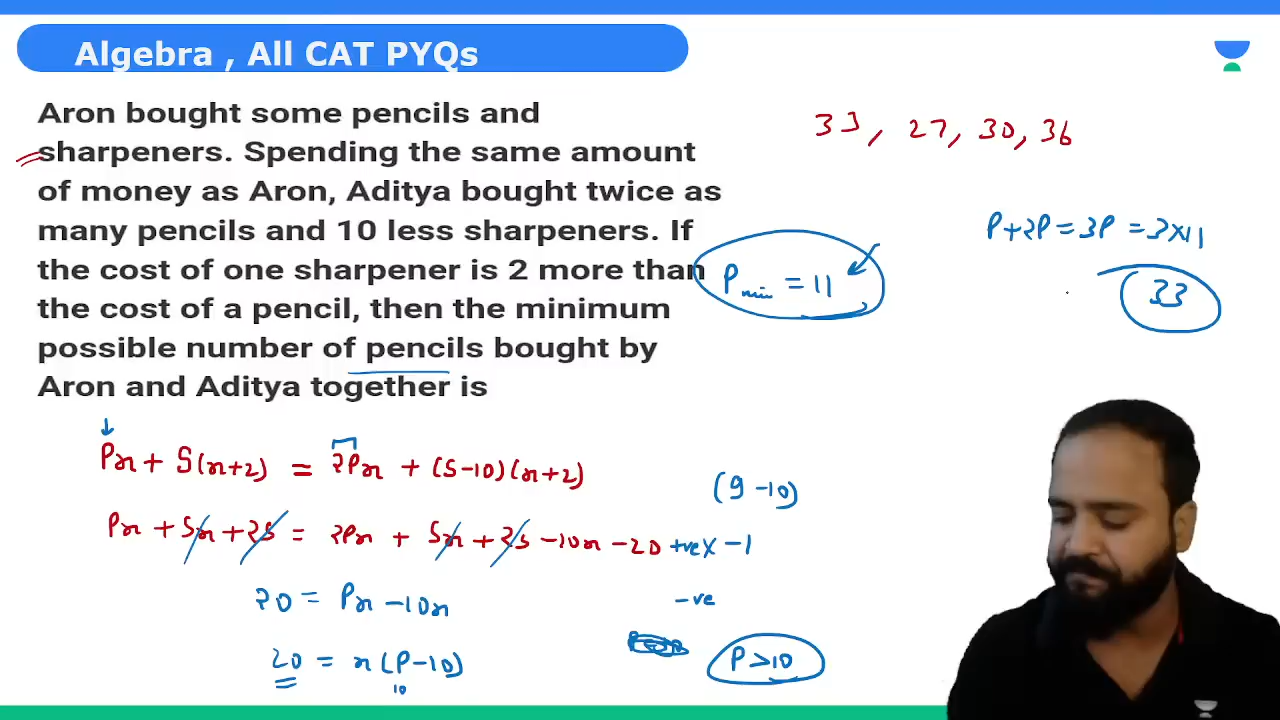 Algebra , All CAT PYQs
Aron bought some pencils and
sharpeners. Spending the same amount
of money as Aron, Aditya bought twice as
many pencils and 10 less sharpeners. If
the cost of one sharpener is 2 more than
the cost of a pencil, then the minimum
possible number of pencils bought by
Aron and Aditya together is
33, 27, 30, 36
P+2P = 3P = 3×11
33
Pmin = 11
Px + S(x+2) = 2Px + (S-10)(x+2)
Px + Sx + 2S = 2Px + Sx + 2S - 10x - 20
20 = Px - 10x
20 = x(P-10)
10
(9-10)
+ve × -1
-ve
P>10